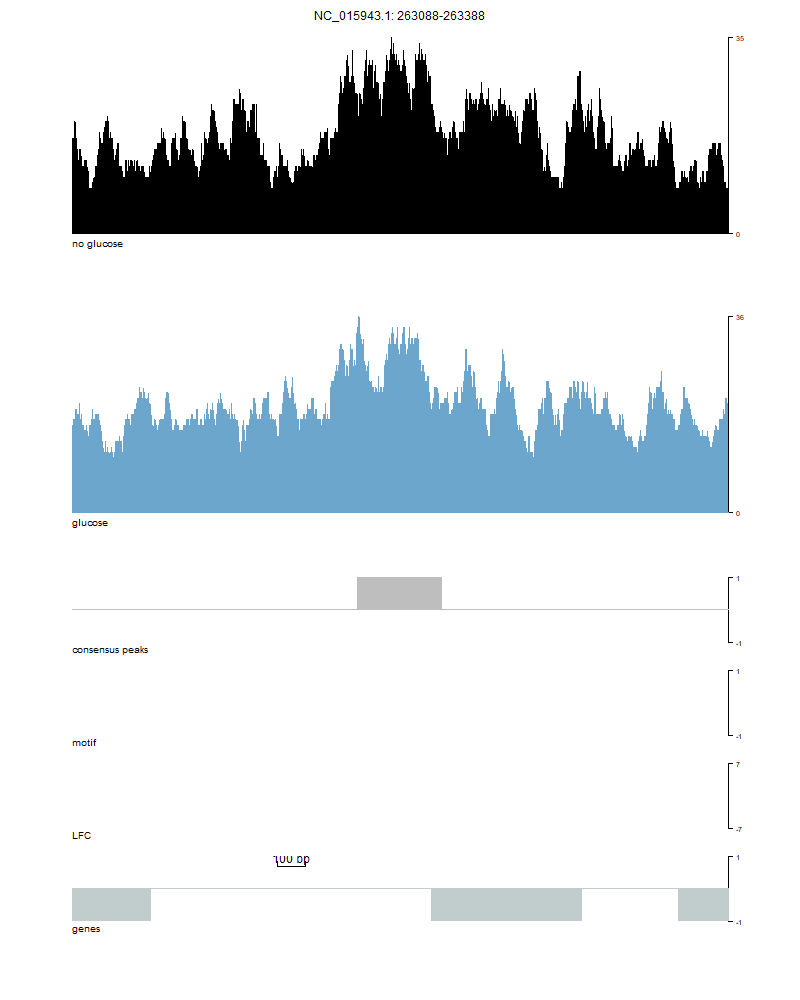 NC_015943.1: 263088-263388
35
0
no glucose
36
0
glucose
1
-1
consensus peaks
1
-1
motif
7
-7
LFC
100 bp
1
-1
genes